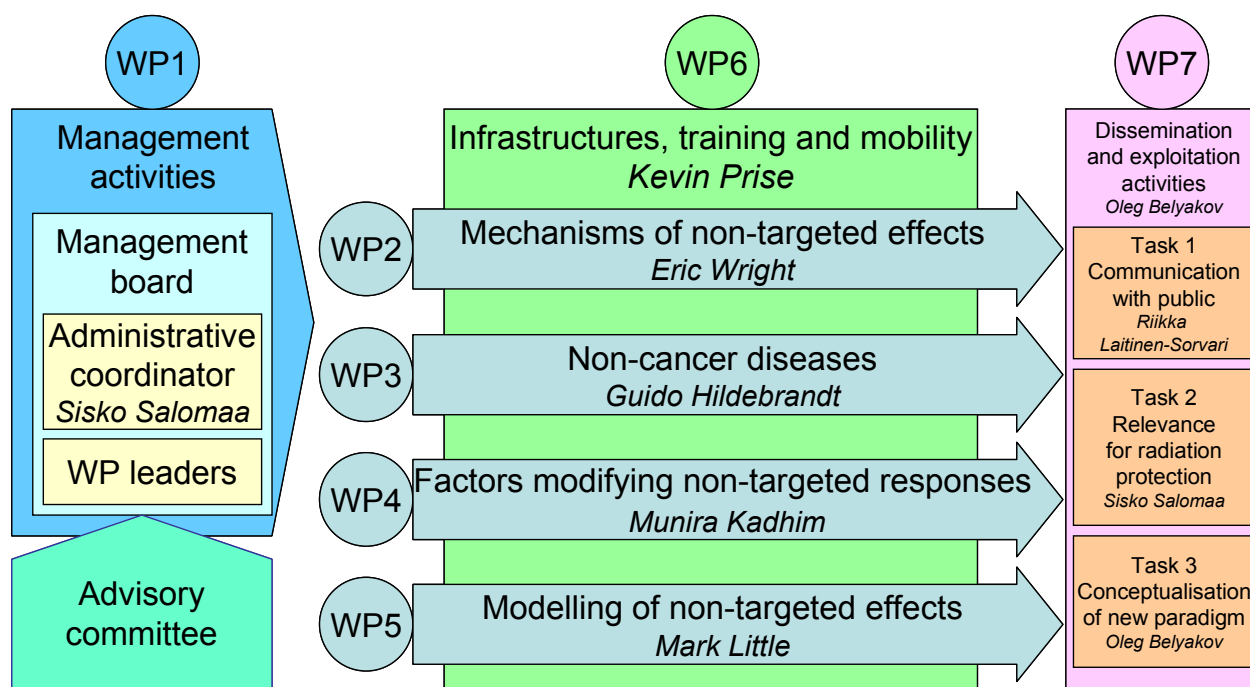 WP1
Management
activities
Management
board
Administrative
coordinator
Sisko Salomaa
WP leaders
Advisory
committee
WP6
Infrastructures, training and mobility
Kevin Prise
WP2
Mechanisms of non-targeted effects
Eric Wright
WP3
Non-cancer diseases
Guido Hildebrandt
WP4
Factors modifying non-targeted responses
Munira Kadhim
WP5
Modelling of non-targeted effects
Mark Little
WP7
Dissemination
and exploitation
activities
Oleg Belyakov
Task 1
Communication
with public
Riikka
Laitinen-Sorvari
Task 2
Relevance
for radiation
protection
Sisko Salomaa
Task 3
Conceptualisation
of new paradigm
Oleg Belyakov